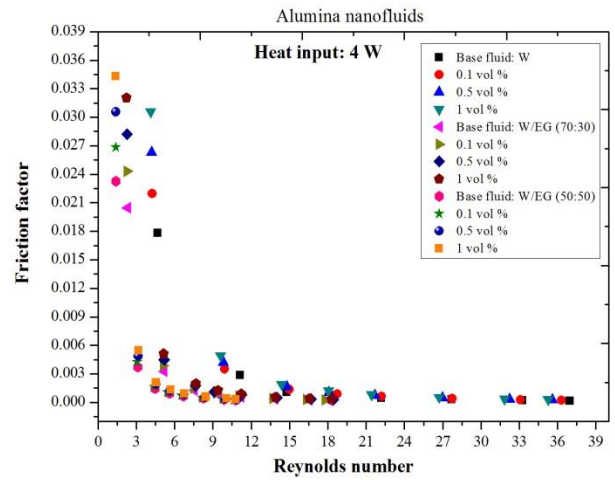 Alumina nanofluids
Heat input: 4 W
Friction factor
0.039
0.036
0.033
0.030
0.027
0.024
0.021
0.018
0.015
0.012
0.009
0.006
0.003
0.000
Base fluid: W
0.1 vol %
0.5 vol %
1 vol %
Base fluid: W/EG (70:30)
0.1 vol %
0.5 vol %
1 vol %
Base fluid: W/EG (50:50)
0.1 vol %
0.5 vol %
1 vol %
0 3 6 9 12 15 18 21 24 27 30 33 36 39
Reynolds number